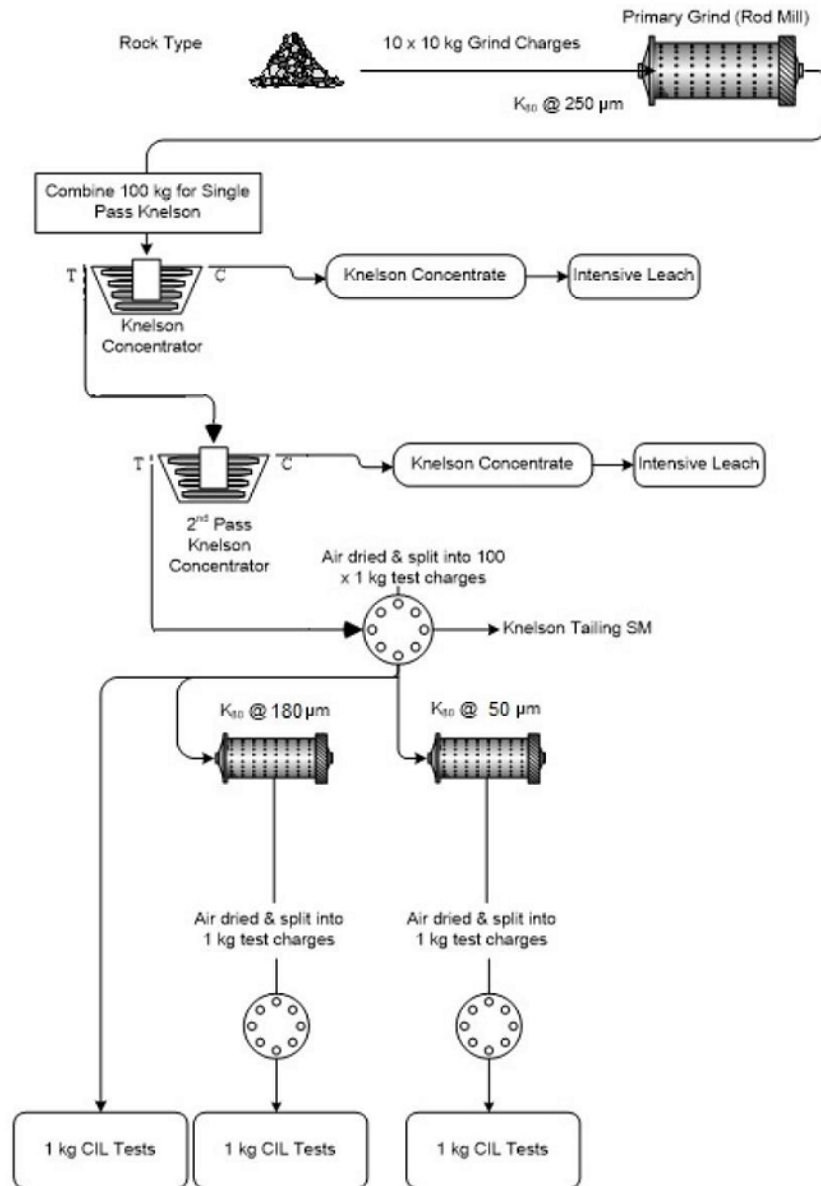 Primary Grind (Rod Mill)
Rock Type
10 x 10 kg Grind Charges
K₈₀ @ 250 µm
Combine 100 kg for Single
Pass Knelson
T
C
Knelson Concentrate
Intensive Leach
Knelson
Concentrator
T
C
Knelson Concentrate
Intensive Leach
2nd Pass
Knelson
Concentrator
Air dried & split into 100
x 1 kg test charges
Knelson Tailing SM
K₈₀ @ 180 µm
K₈₀ @ 50 µm
Air dried & split into
1 kg test charges
Air dried & split into
1 kg test charges
1 kg CIL Tests
1 kg CIL Tests
1 kg CIL Tests